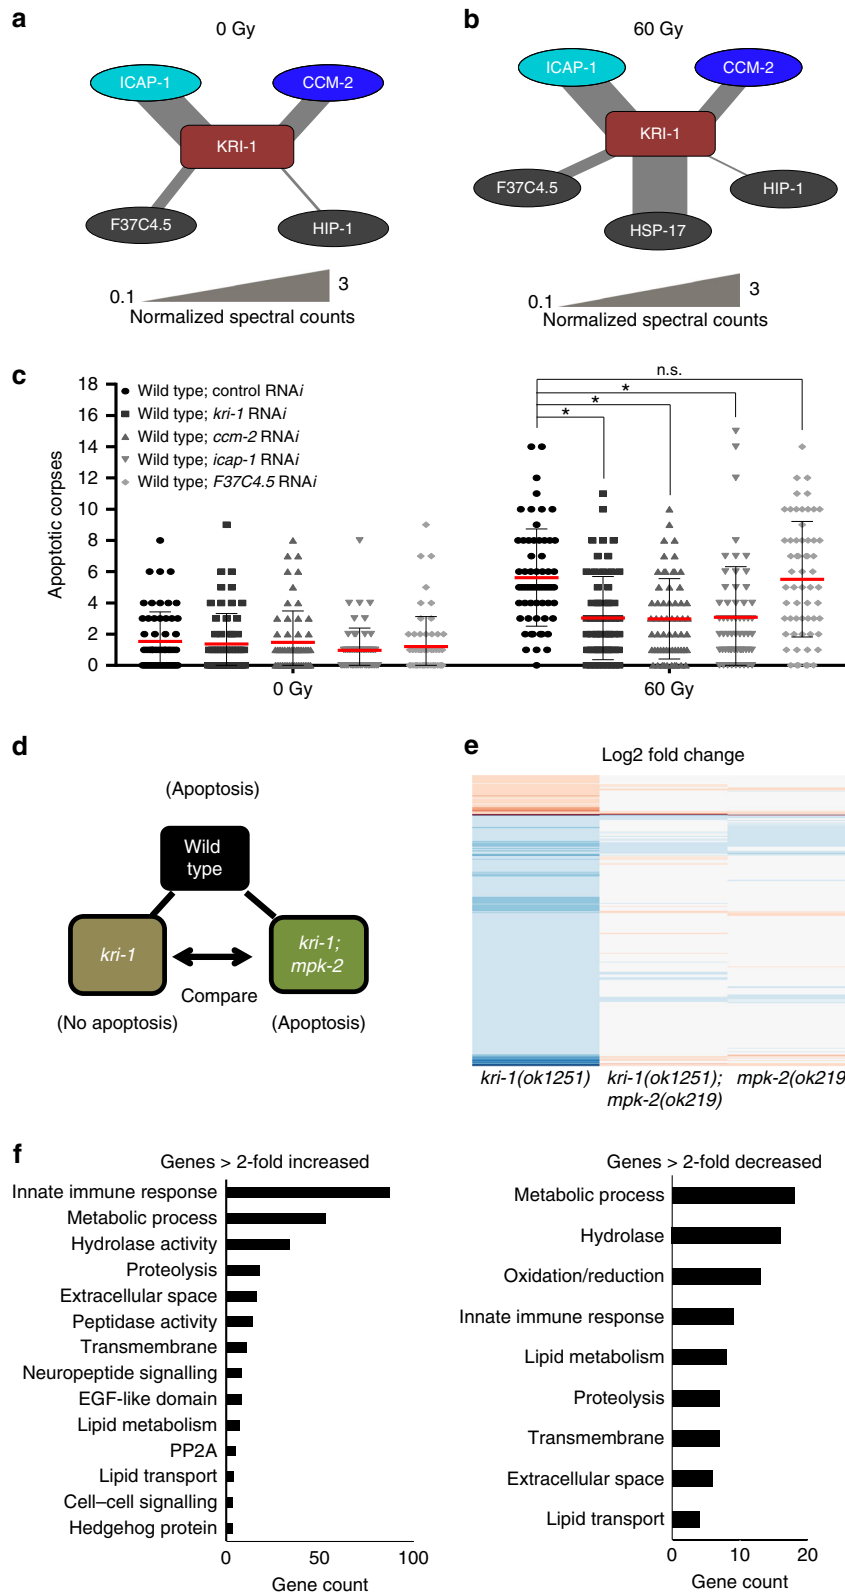 a
0 Gy
ICAP-1
CCM-2
KRI-1
F37C4.5
HIP-1
0.1
3
Normalized spectral counts
b
60 Gy
ICAP-1
CCM-2
KRI-1
F37C4.5
HIP-1
HSP-17
0.1
3
Normalized spectral counts
c
Apoptotic corpses
18
16
14
12
10
8
6
4
2
0
Wild type; control RNAi
Wild type; kri-1 RNAi
Wild type; ccm-2 RNAi
Wild type; icap-1 RNAi
Wild type; F37C4.5 RNAi
n.s.
*
*
*
0 Gy
60 Gy
d
(Apoptosis)
Wild
type
kri-1
kri-1;
mpk-2
Compare
(No apoptosis)
(Apoptosis)
e
Log2 fold change
kri-1(ok1251)
kri-1(ok1251);
mpk-2(ok219)
mpk-2(ok219
f
Genes > 2-fold increased
Innate immune response
Metabolic process
Hydrolase activity
Proteolysis
Extracellular space
Peptidase activity
Transmembrane
Neuropeptide signalling
EGF-like domain
Lipid metabolism
PP2A
Lipid transport
Cell–cell signalling
Hedgehog protein
0
50
100
Gene count
Genes > 2-fold decreased
Metabolic process
Hydrolase
Oxidation/reduction
Innate immune response
Lipid metabolism
Proteolysis
Transmembrane
Extracellular space
Lipid transport
0
10
20
Gene count